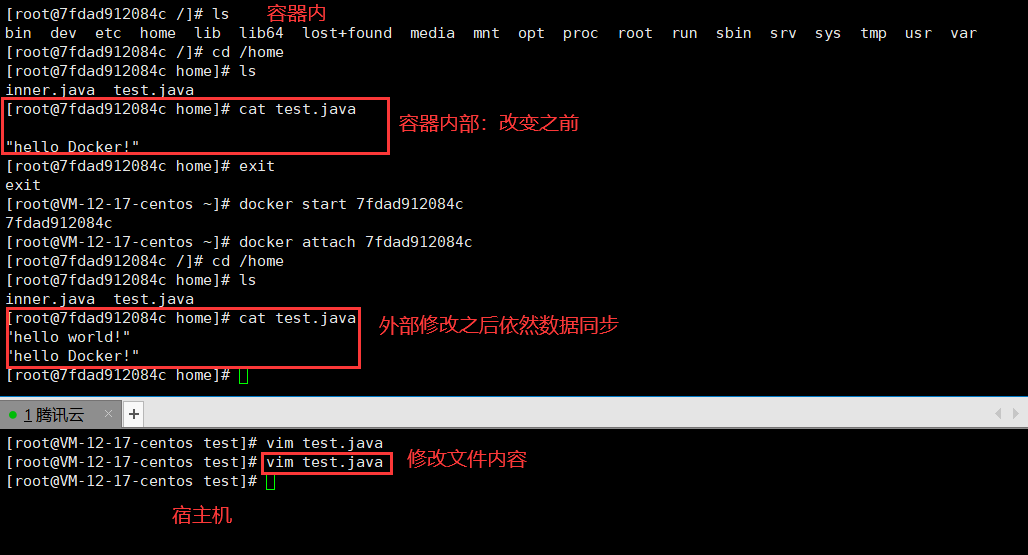 [root@7fdad912084c /]# ls 容器内
bin dev etc home lib lib64 lost+found media mnt opt proc root run sbin srv sys tmp usr var
[root@7fdad912084c /]# cd /home
[root@7fdad912084c home]# ls
inner.java test.java
[root@7fdad912084c home]# cat test.java
容器内部：改变之前
"hello Docker!"
[root@7fdad912084c home]# exit
exit
[root@VM-12-17-centos ~]# docker start 7fdad912084c
7fdad912084c
[root@VM-12-17-centos ~]# docker attach 7fdad912084c
[root@7fdad912084c /]# cd /home
[root@7fdad912084c home]# ls
inner.java test.java
[root@7fdad912084c home]# cat test.java
外部修改之后依然数据同步
"hello world!"
"hello Docker!"
[root@7fdad912084c home]#
1 腾讯云 × +
[root@VM-12-17-centos test]# vim test.java
[root@VM-12-17-centos test]# vim test.java 修改文件内容
[root@VM-12-17-centos test]#
宿主机